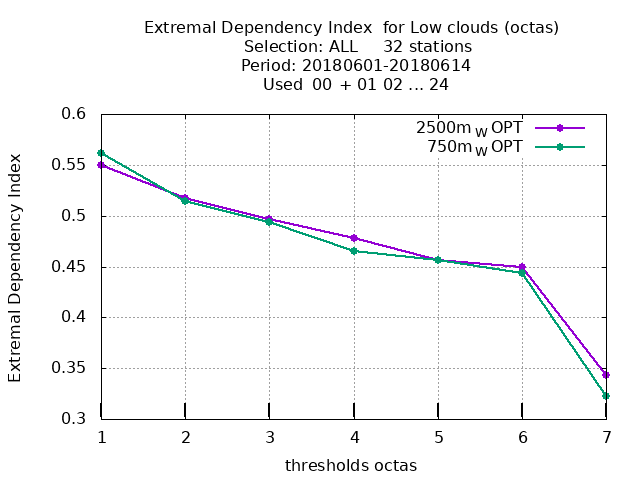 Extremal Dependency Index  for Low clouds (octas)
Selection: ALL     32 stations
Period: 20180601-20180614
Used  00 + 01 02 ... 24
2500m W OPT
750m W OPT
Extremal Dependency Index
0.6
0.55
0.5
0.45
0.4
0.35
0.3
1 2 3 4 5 6 7
thresholds octas